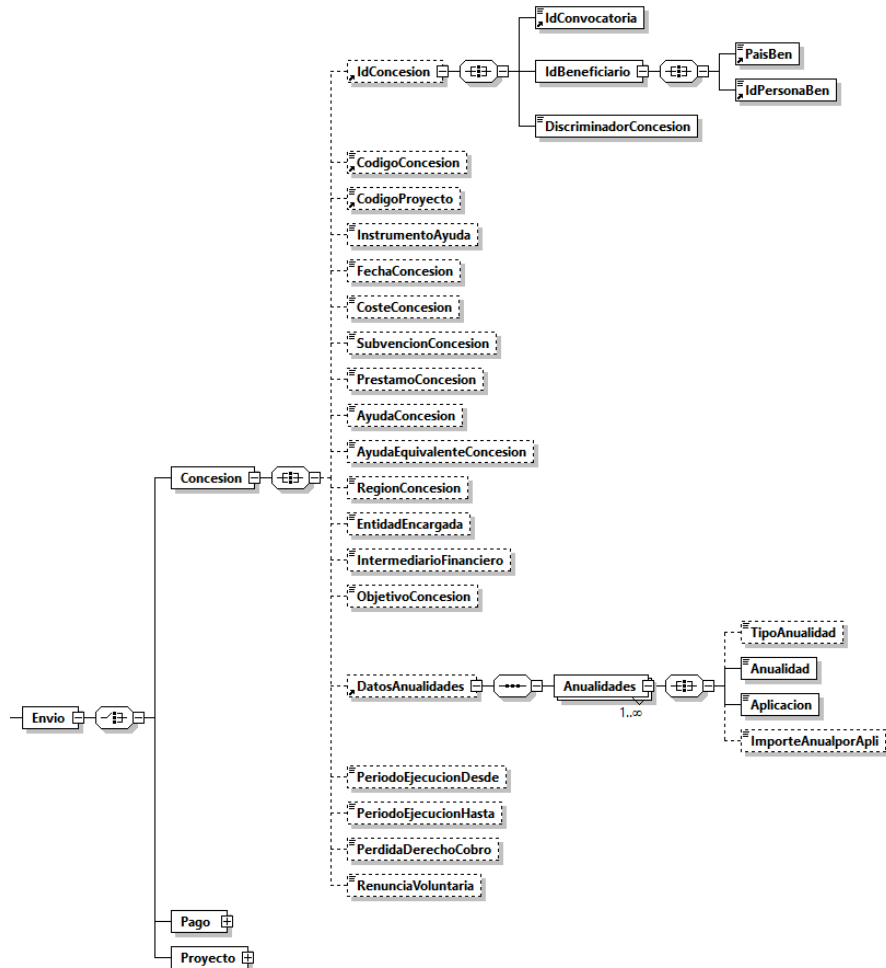 IdConvocatoria
IdConcesion
IdBeneficiario
PaisBen
IdPersonaBen
DiscriminadorConcesion
CodigoConcesion
CodigoProyecto
InstrumentoAyuda
FechaConcesion
CosteConcesion
SubvencionConcesion
PrestamoConcesion
AyudaConcesion
AyudaEquivalenteConcesion
Concesion
RegionConcesion
EntidadEncargada
IntermediarioFinanciero
ObjetivoConcesion
TipoAnualidad
DatosAnualidades
Anualidades
1..∞
Anualidad
Aplicacion
ImporteAnualporApli
Envio
PeriodoEjecucionDesde
PeriodoEjecucionHasta
PerdidaDerechoCobro
RenunciaVoluntaria
Pago
Proyecto